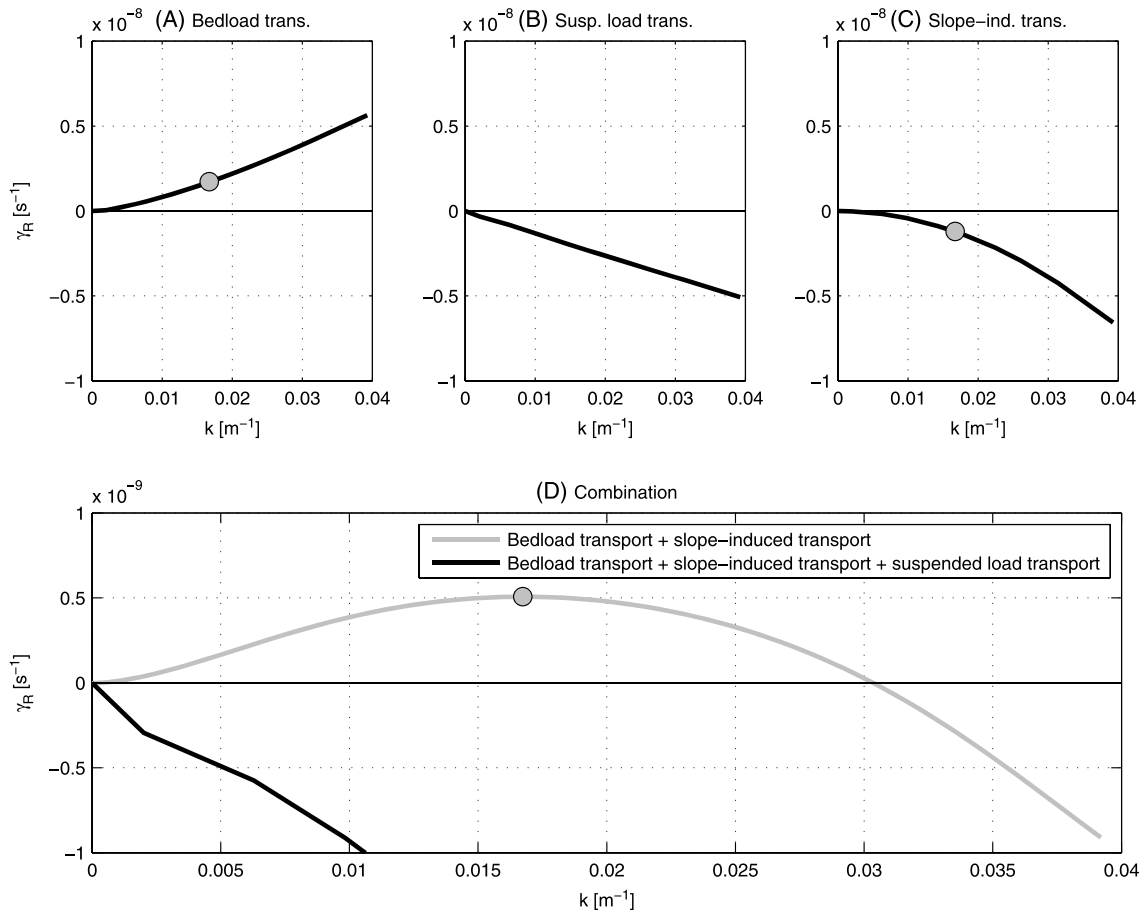 x 10−8 (A) Bedload trans.
1
0.5
0
−0.5
−1
γR [s−1]
0 0.01 0.02 0.03 0.04
k [m−1]
x 10−8 (B) Susp. load trans.
1
0.5
0
−0.5
−1
0 0.01 0.02 0.03 0.04
k [m−1]
x 10−8 (C) Slope−ind. trans.
1
0.5
0
−0.5
−1
0 0.01 0.02 0.03 0.04
k [m−1]
x 10−9 (D) Combination
1
0.5
0
−0.5
−1
γR [s−1]
Bedload transport + slope−induced transport
Bedload transport + slope−induced transport + suspended load transport
0 0.005 0.01 0.015 0.02 0.025 0.03 0.035 0.04
k [m−1]